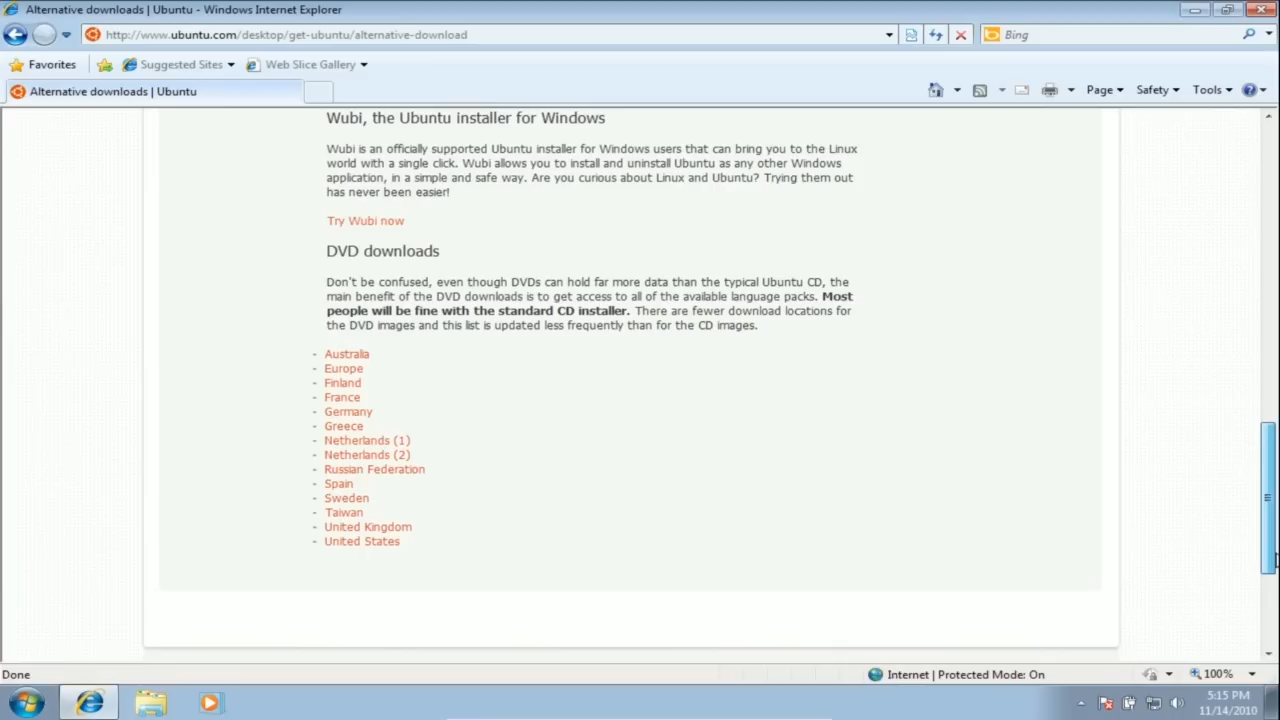 Alternative downloads | Ubuntu - Windows Internet Explorer
http://www.ubuntu.com/desktop/get-ubuntu/alternative-download
Bing
Favorites
Suggested Sites
Web Slice Gallery
Alternative downloads | Ubuntu
Page
Safety
Tools
Wubi, the Ubuntu installer for Windows
Wubi is an officially supported Ubuntu installer for Windows users that can bring you to the Linux
world with a single click. Wubi allows you to install and uninstall Ubuntu as any other Windows
application, in a simple and safe way. Are you curious about Linux and Ubuntu? Trying them out
has never been easier!
Try Wubi now
DVD downloads
Don't be confused, even though DVDs can hold far more data than the typical Ubuntu CD, the
main benefit of the DVD downloads is to get access to all of the available language packs. Most
people will be fine with the standard CD installer. There are fewer download locations for
the DVD images and this list is updated less frequently than for the CD images.
- Australia
- Europe
- Finland
- France
- Germany
- Greece
- Netherlands (1)
- Netherlands (2)
- Russian Federation
- Spain
- Sweden
- Taiwan
- United Kingdom
- United States
Done
Internet | Protected Mode: On
100%
5:15 PM
11/14/2010